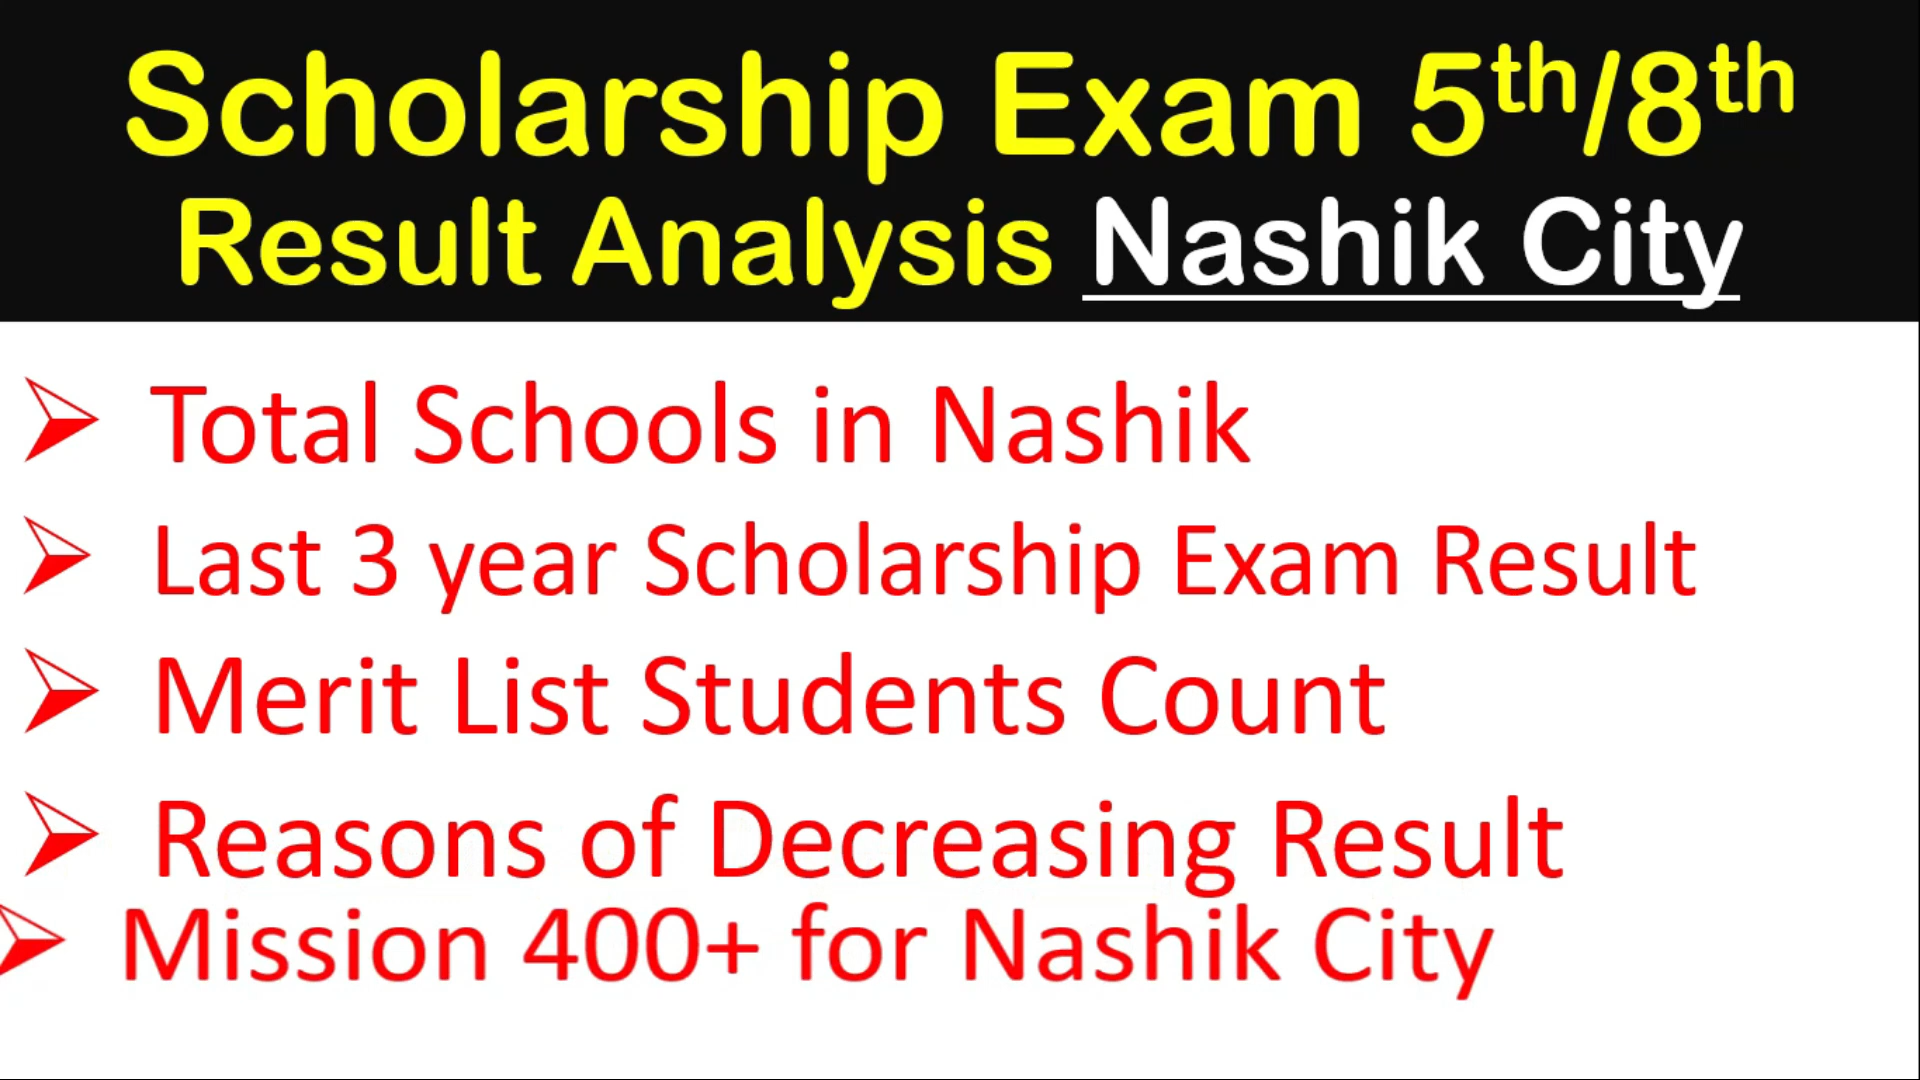 Scholarship Exam 5th/8th
Result Analysis Nashik City
Total Schools in Nashik
Last 3 year Scholarship Exam Result
Merit List Students Count
Reasons of Decreasing Result
Mission 400+ for Nashik City